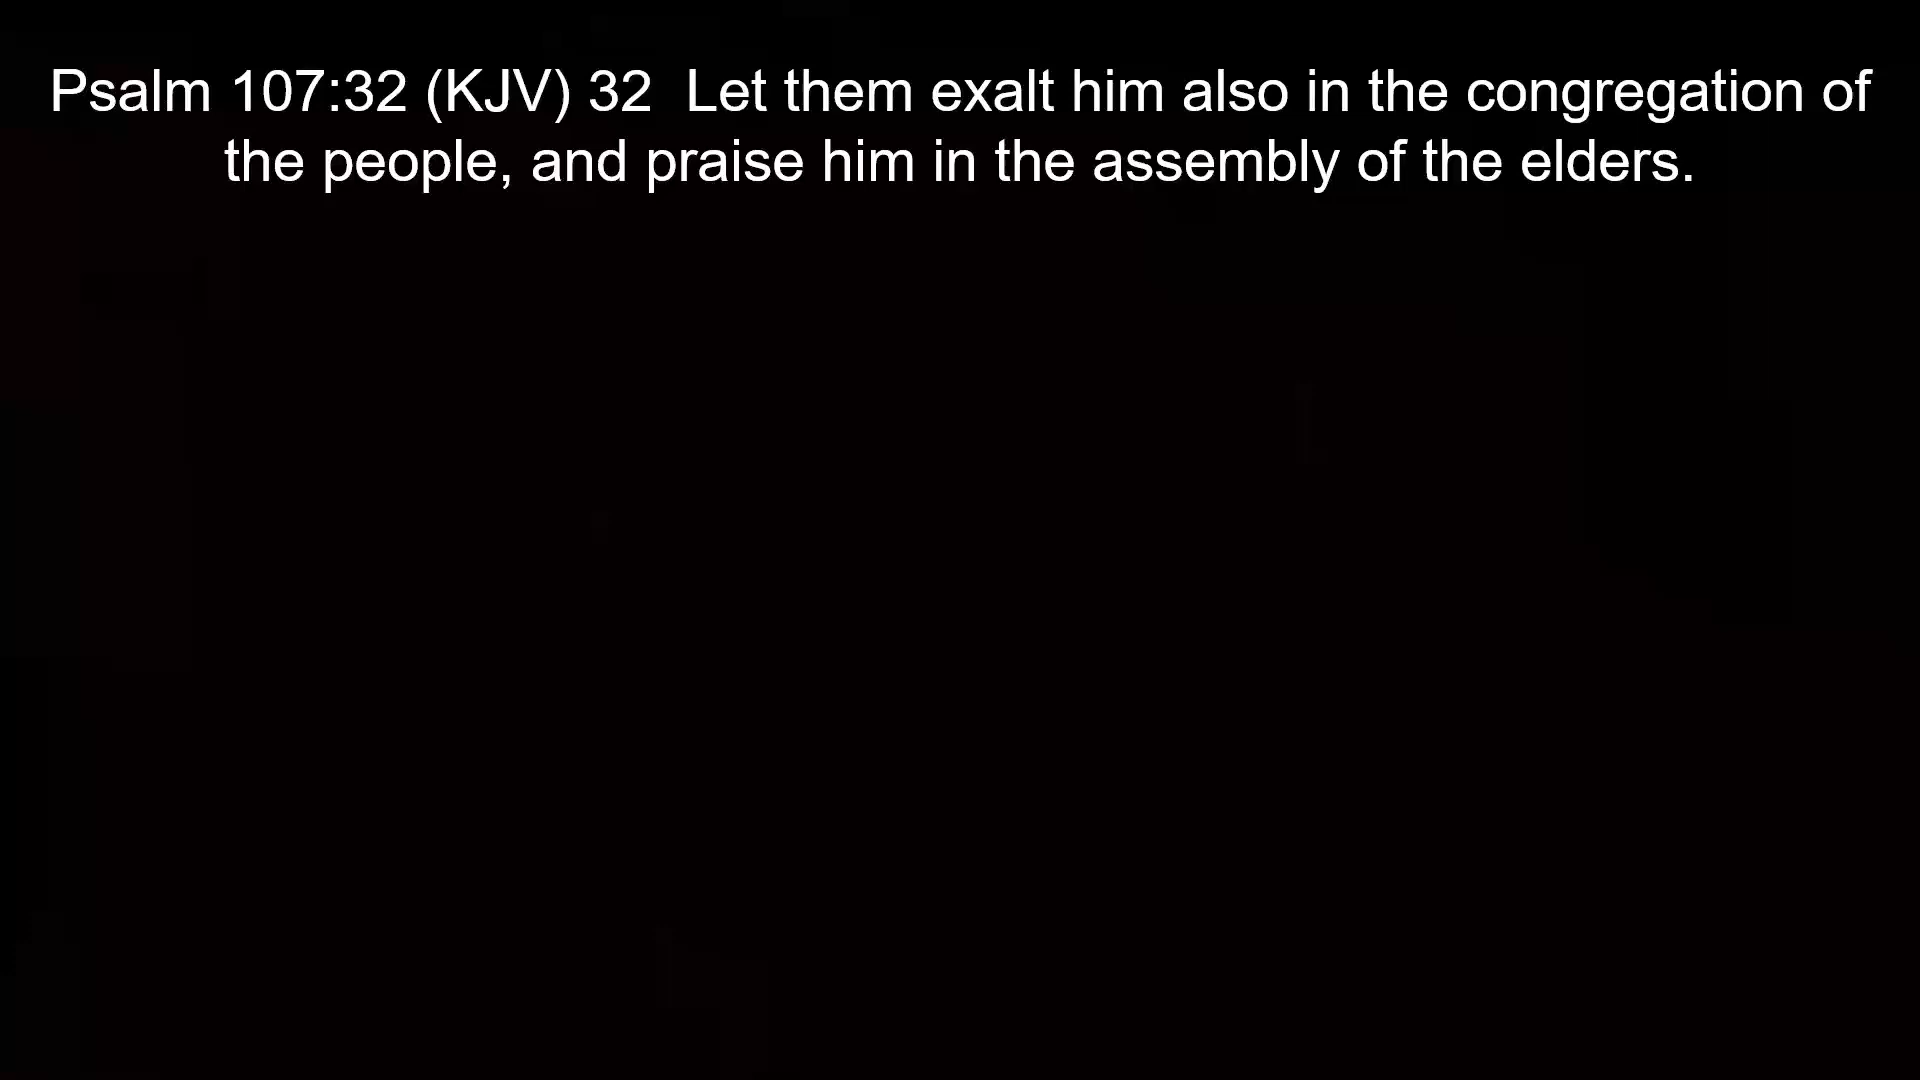 Psalm 107:32 (KJV) 32  Let them exalt him also in the congregation of
the people, and praise him in the assembly of the elders.